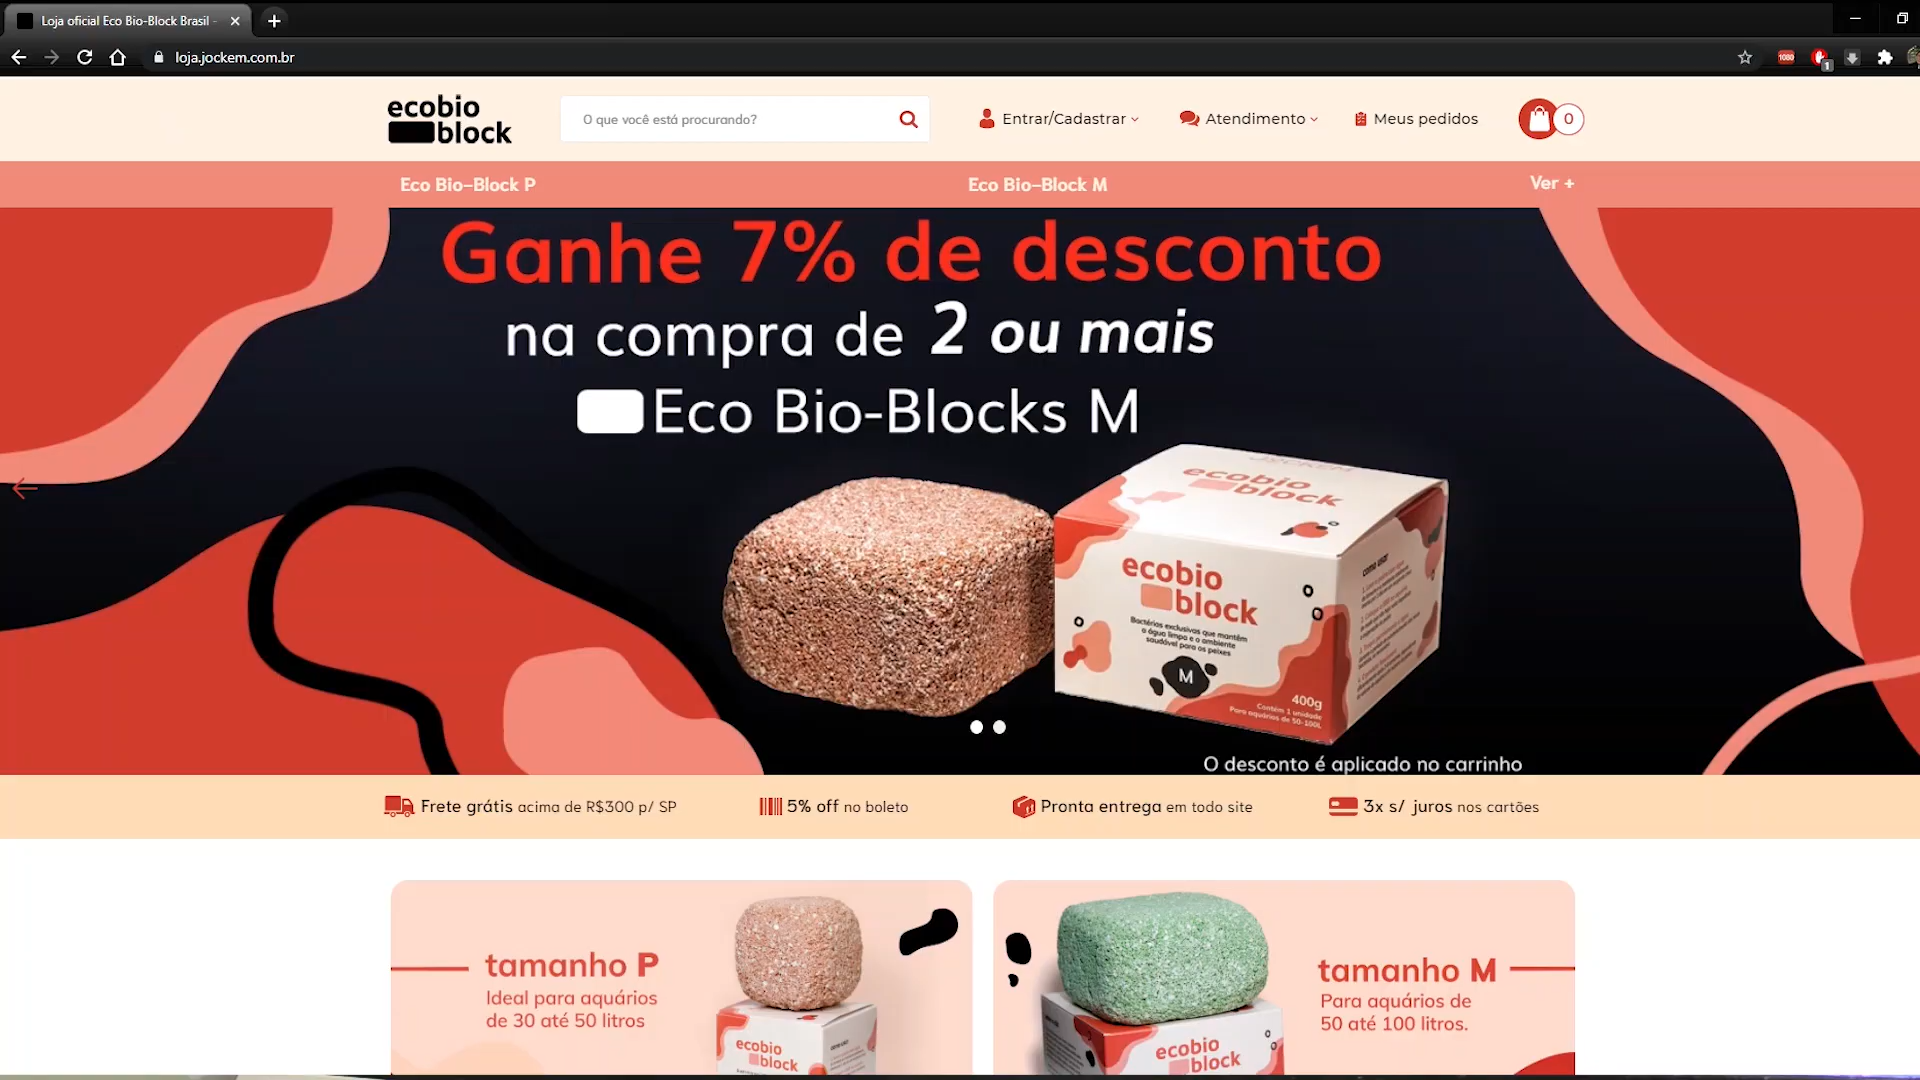 Loja oficial Eco Bio-Block Brasil -
loja.jockem.com.br
1080
1
ecobio
block
O que você está procurando?
Entrar/Cadastrar
Atendimento
Meus pedidos
0
Eco Bio-Block P
Eco Bio-Block M
Ver +
Ganhe 7% de desconto
na compra de 2 ou mais
Eco Bio-Blocks M
ecobio
block
ecobio
block
Bactérias exclusivas que mantêm
a água limpa e o ambiente
saudável para os peixes
M
400g
Contém 1 unidade
Para aquários de 50-100L
como usar
O desconto é aplicado no carrinho
Frete grátis acima de R$300 p/ SP
5% off no boleto
Pronta entrega em todo site
3x s/ juros nos cartões
tamanho P
Ideal para aquários
de 30 até 50 litros
ecobio
block
tamanho M
Para aquários de
50 até 100 litros.
ecobio
block